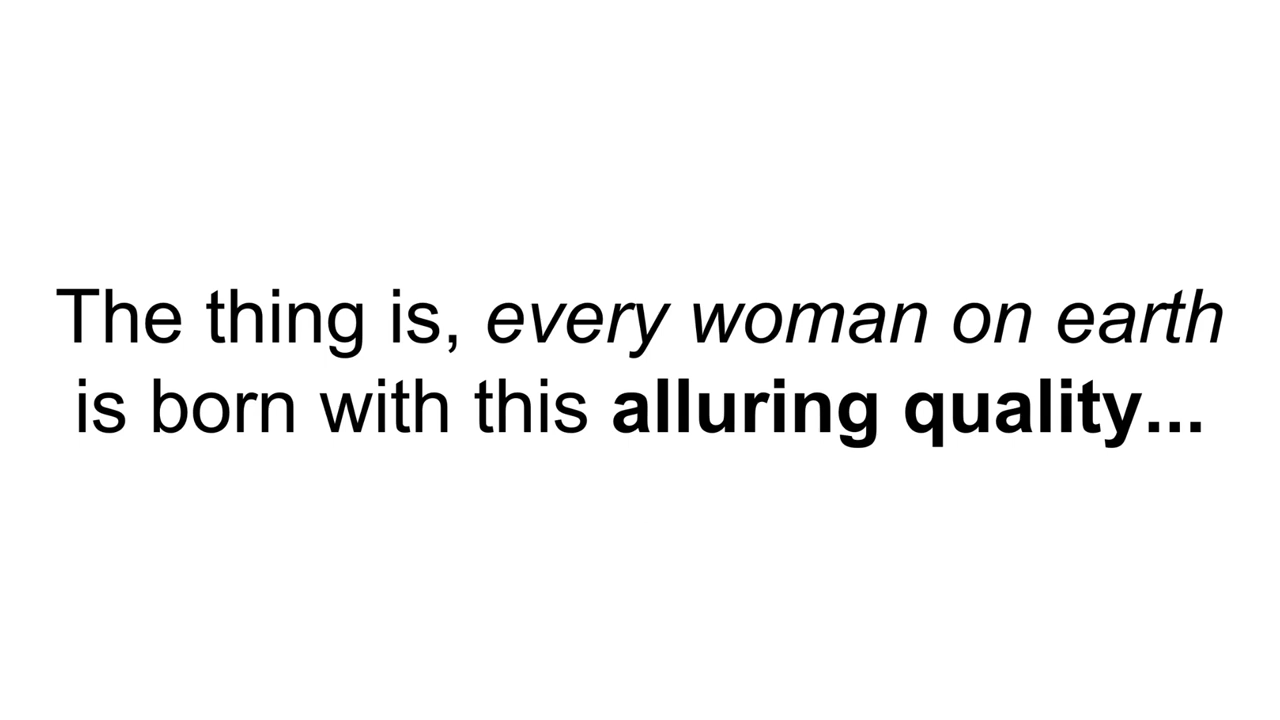 The thing is, every woman on earth
is born with this alluring quality...